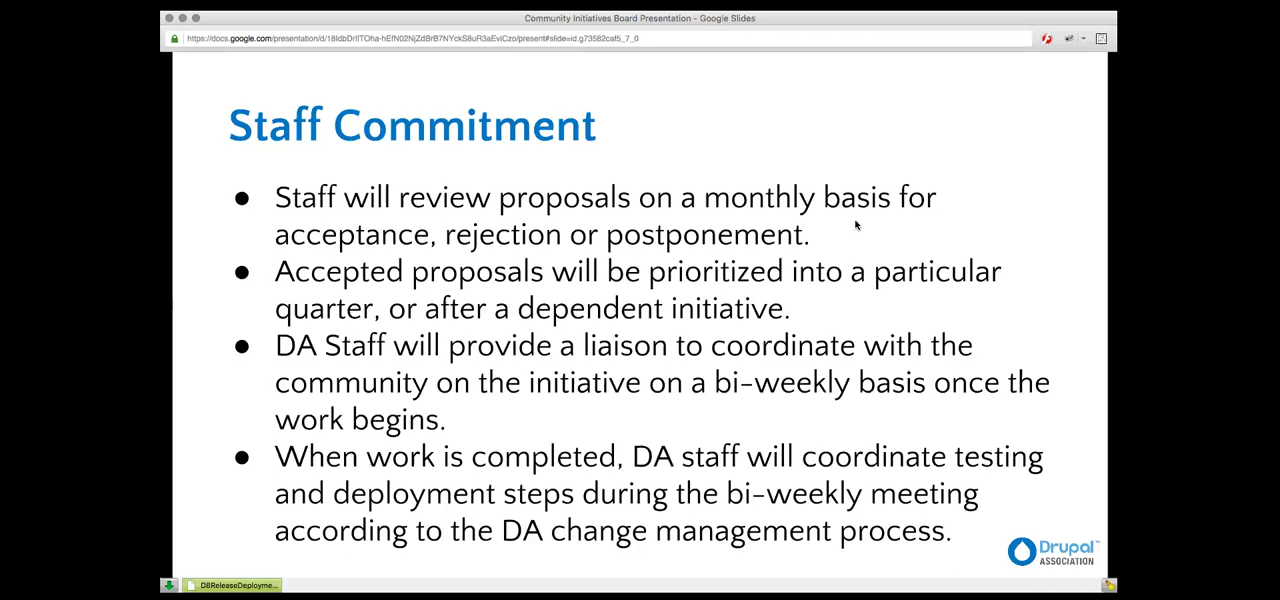 Community Initiatives Board Presentation - Google Slides
Staff Commitment
● Staff will review proposals on a monthly basis for
acceptance, rejection or postponement.
● Accepted proposals will be prioritized into a particular
quarter, or after a dependent initiative.
● DA Staff will provide a liaison to coordinate with the
community on the initiative on a bi-weekly basis once the
work begins.
● When work is completed, DA staff will coordinate testing
and deployment steps during the bi-weekly meeting
according to the DA change management process.
Drupal™
ASSOCIATION
D8ReleaseDeployme...